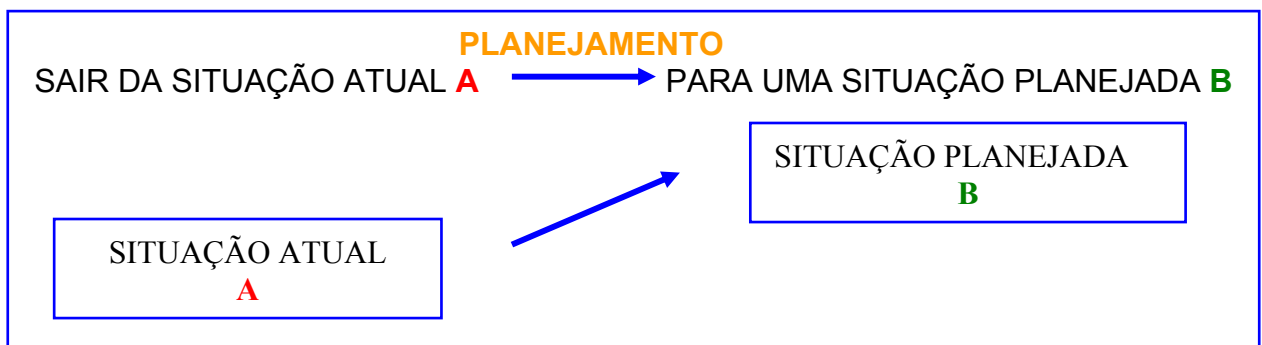 PLANEJAMENTO
SAIR DA SITUAÇÃO ATUAL A PARA UMA SITUAÇÃO PLANEJADA B
SITUAÇÃO PLANEJADA
B
SITUAÇÃO ATUAL
A